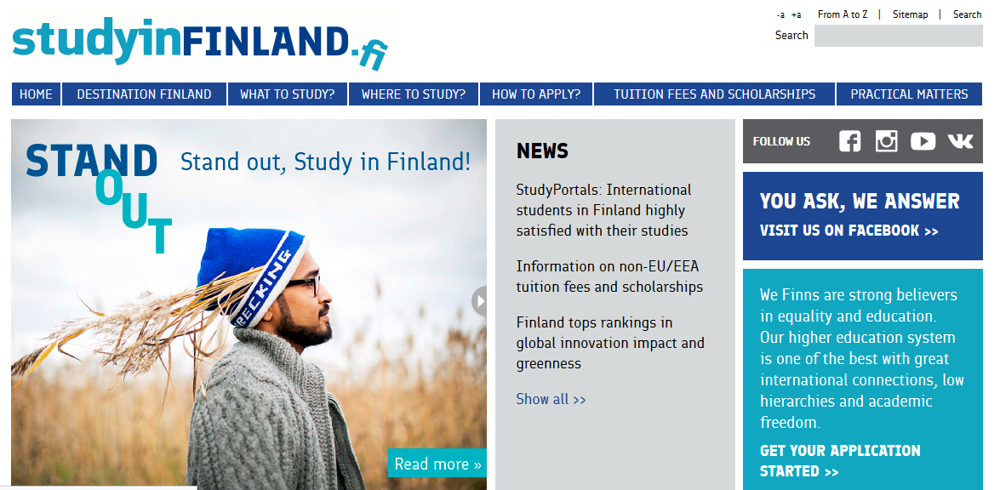 -a +a From A to Z | Sitemap | Search
studyinFINLAND.fi
Search
HOME
DESTINATION FINLAND
WHAT TO STUDY?
WHERE TO STUDY?
HOW TO APPLY?
TUITION FEES AND SCHOLARSHIPS
PRACTICAL MATTERS
STAND
OUT
Stand out, Study in Finland!
RECKING
Read more »
NEWS
StudyPortals: International
students in Finland highly
satisfied with their studies
Information on non-EU/EEA
tuition fees and scholarships
Finland tops rankings in
global innovation impact and
greenness
Show all >>
FOLLOW US
YOU ASK, WE ANSWER
VISIT US ON FACEBOOK >>
We Finns are strong believers
in equality and education.
Our higher education system
is one of the best with great
international connections, low
hierarchies and academic
freedom.
GET YOUR APPLICATION
STARTED >>